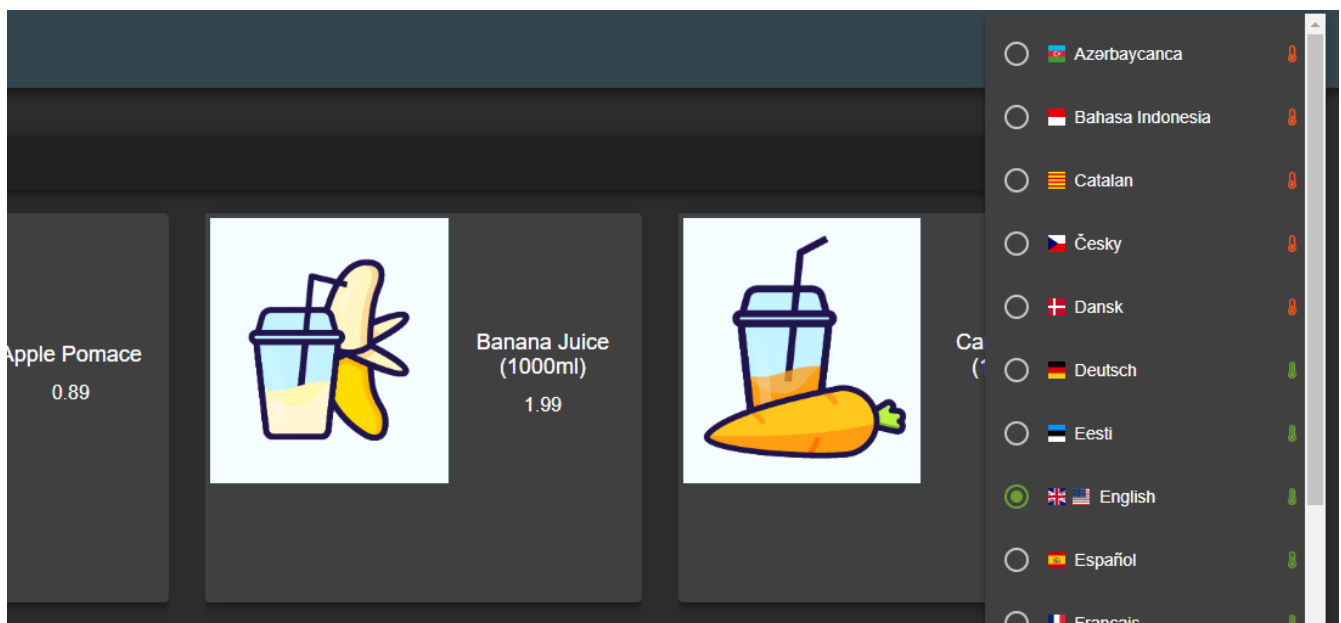 Apple Pomace
0.89
Banana Juice
(1000ml)
1.99
Azərbaycanca
Bahasa Indonesia
Catalan
Česky
Dansk
Deutsch
Eesti
English
Español